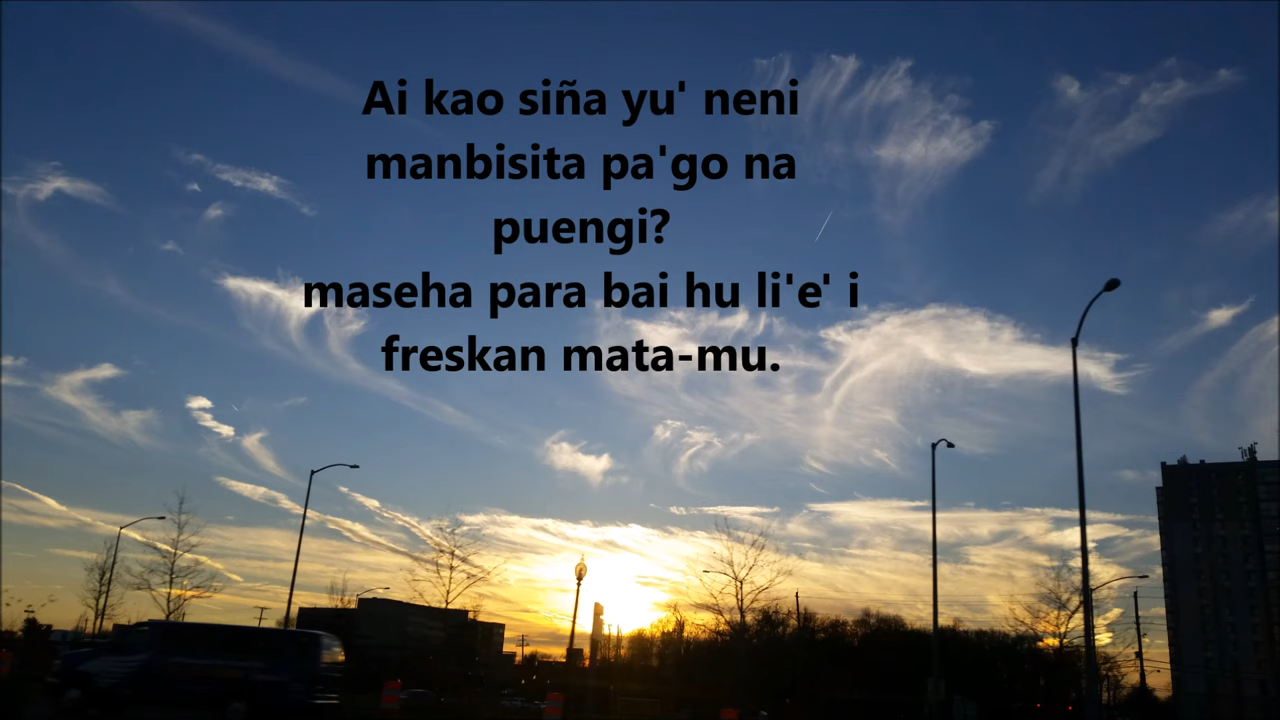 Ai kao siña yu' neni
manbisita pa'go na
puengi?
maseha para bai hu li'e' i
freskan mata-mu.